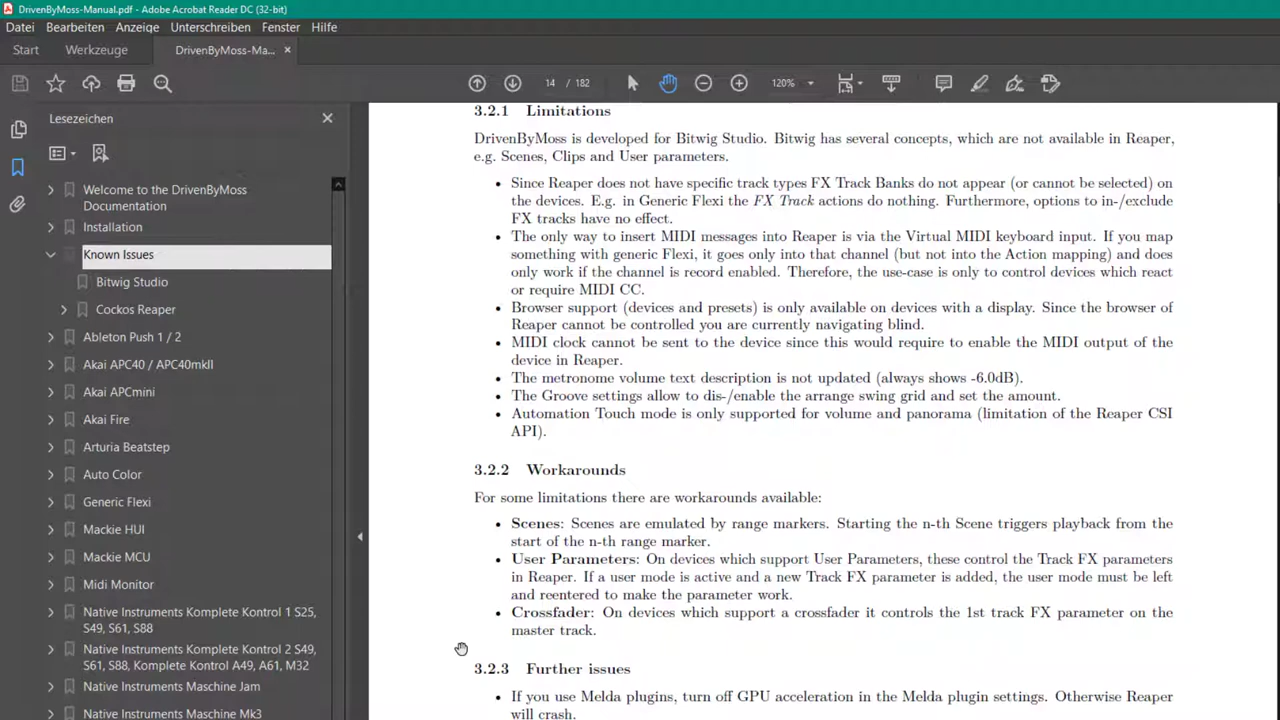 DrivenByMoss-Manual.pdf - Adobe Acrobat Reader DC (32-bit)
Datei Bearbeiten Anzeige Unterschreiben Fenster Hilfe
Start Werkzeuge DrivenByMoss-Ma... ×
14 / 182 120%
Lesezeichen
Welcome to the DrivenByMoss
Documentation
Installation
Known Issues
Bitwig Studio
Cockos Reaper
Ableton Push 1 / 2
Akai APC40 / APC40mkII
Akai APCmini
Akai Fire
Arturia Beatstep
Auto Color
Generic Flexi
Mackie HUI
Mackie MCU
Midi Monitor
Native Instruments Komplete Kontrol 1 S25,
S49, S61, S88
Native Instruments Komplete Kontrol 2 S49,
S61, S88, Komplete Kontrol A49, A61, M32
Native Instruments Maschine Jam
Native Instruments Maschine Mk3
3.2.1 Limitations
DrivenByMoss is developed for Bitwig Studio. Bitwig has several concepts, which are not available in Reaper,
e.g. Scenes, Clips and User parameters.
• Since Reaper does not have specific track types FX Track Banks do not appear (or cannot be selected) on
the devices. E.g. in Generic Flexi the FX Track actions do nothing. Furthermore, options to in-/exclude
FX tracks have no effect.
• The only way to insert MIDI messages into Reaper is via the Virtual MIDI keyboard input. If you map
something with generic Flexi, it goes only into that channel (but not into the Action mapping) and does
only work if the channel is record enabled. Therefore, the use-case is only to control devices which react
or require MIDI CC.
• Browser support (devices and presets) is only available on devices with a display. Since the browser of
Reaper cannot be controlled you are currently navigating blind.
• MIDI clock cannot be sent to the device since this would require to enable the MIDI output of the
device in Reaper.
• The metronome volume text description is not updated (always shows -6.0dB).
• The Groove settings allow to dis-/enable the arrange swing grid and set the amount.
• Automation Touch mode is only supported for volume and panorama (limitation of the Reaper CSI
API).
3.2.2 Workarounds
For some limitations there are workarounds available:
• Scenes: Scenes are emulated by range markers. Starting the n-th Scene triggers playback from the
start of the n-th range marker.
• User Parameters: On devices which support User Parameters, these control the Track FX parameters
in Reaper. If a user mode is active and a new Track FX parameter is added, the user mode must be left
and reentered to make the parameter work.
• Crossfader: On devices which support a crossfader it controls the 1st track FX parameter on the
master track.
3.2.3 Further issues
• If you use Melda plugins, turn off GPU acceleration in the Melda plugin settings. Otherwise Reaper
will crash.